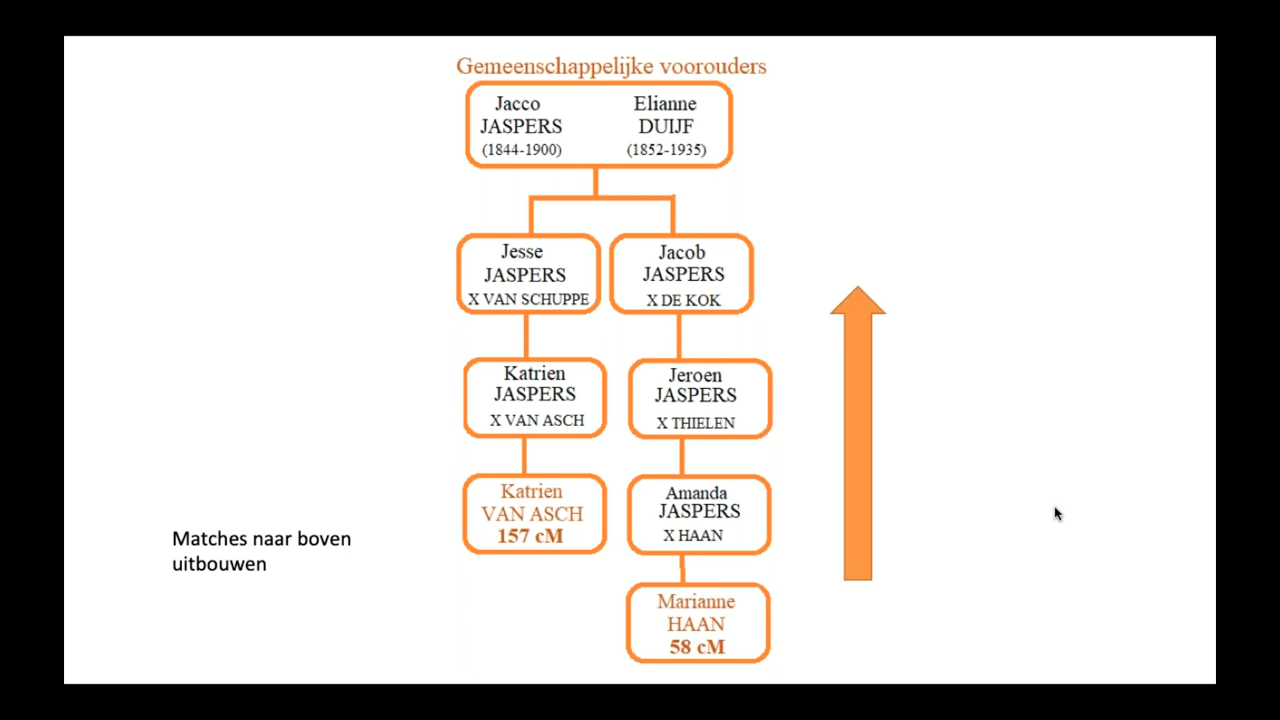 Gemeenschappelijke voorouders
Jacco
JASPERS
(1844-1900)
Elianne
DUIJF
(1852-1935)
Jesse
JASPERS
X VAN SCHUPPE
Jacob
JASPERS
X DE KOK
Katrien
JASPERS
X VAN ASCH
Jeroen
JASPERS
X THIELEN
Katrien
VAN ASCH
157 cM
Amanda
JASPERS
X HAAN
Matches naar boven
uitbouwen
Marianne
HAAN
58 cM